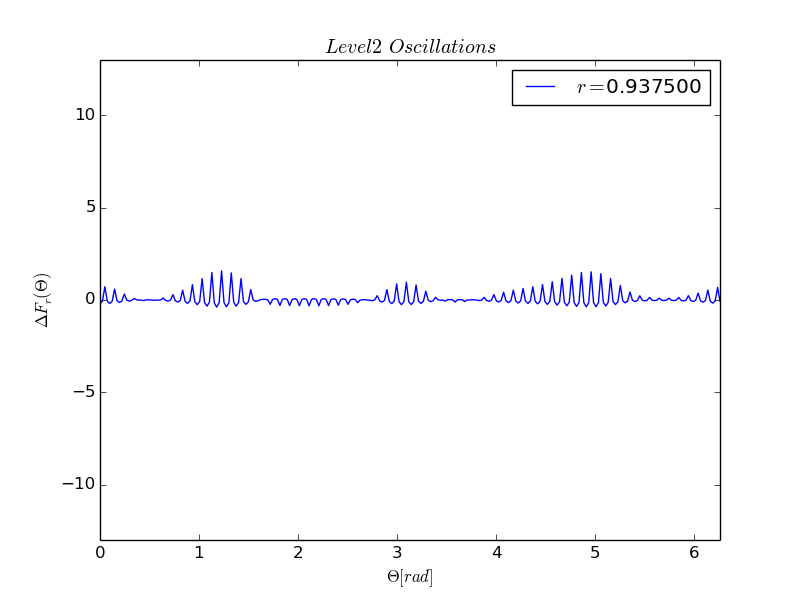 Level2 Oscillations
r=0.937500
10
5
0
−5
−10
ΔF_r(Θ)
0 1 2 3 4 5 6
Θ[rad]